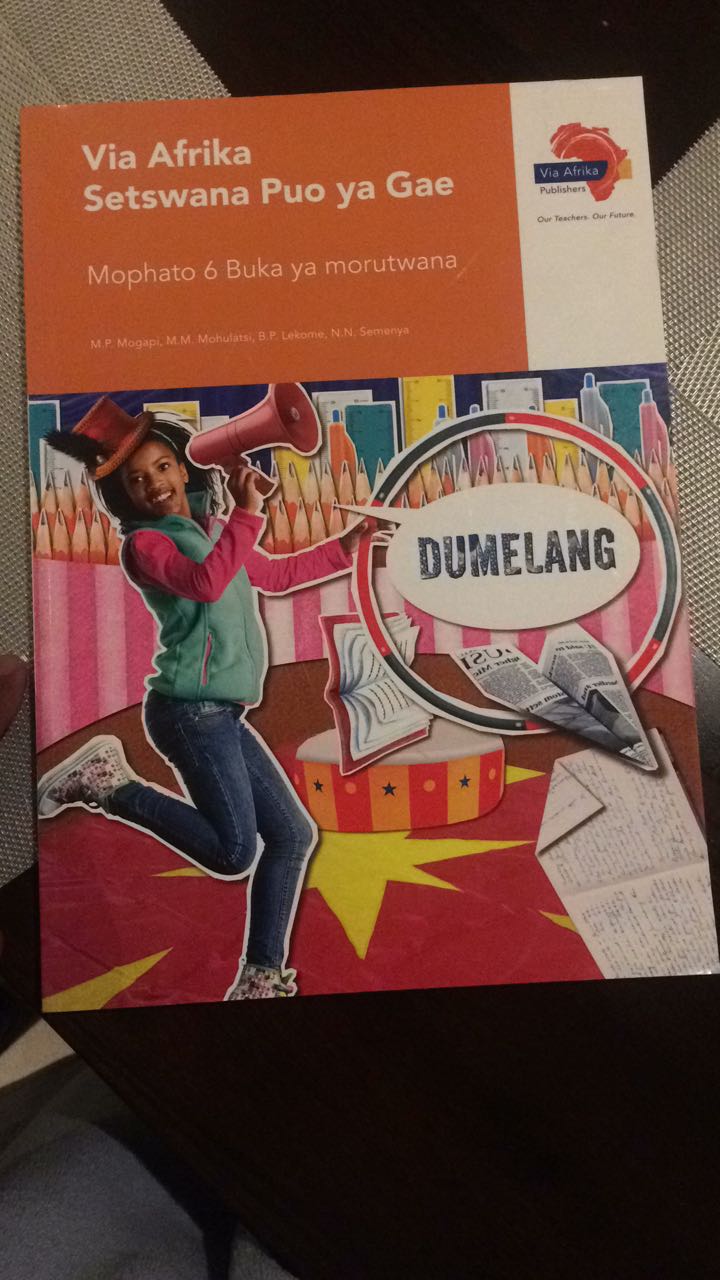 Via Afrika
Setswana Puo ya Gae
Mophato 6 Buka ya morutwana
M.P. Mogapi, M.M. Mohulatsi, B.P. Lekome, N.N. Semenya
Via Afrika
Publishers
Our Teachers. Our Future.
DUMELANG